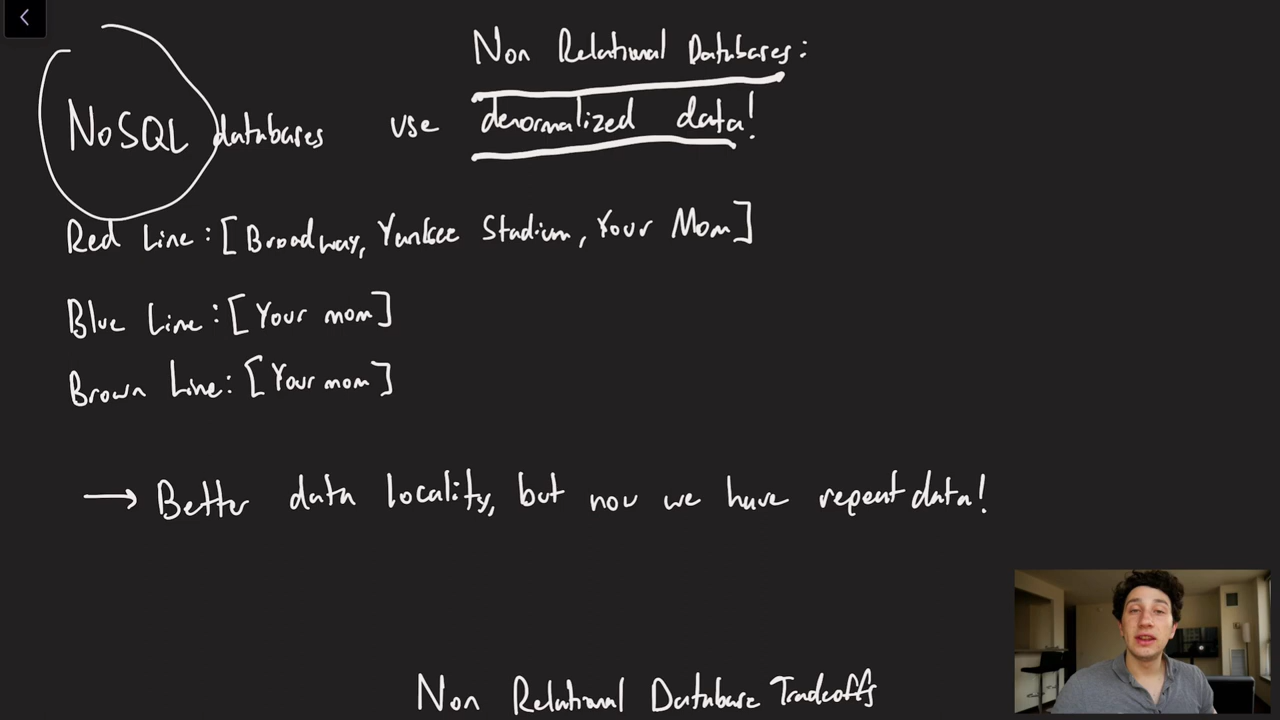 Non Relational Databases:
NoSQL databases use denormalized data!
Red Line: [Broadway, Yankee Stadium, Your Mom]
Blue Line: [Your mom]
Brown Line: [Your mom]
→ Better data locality, but now we have repeat data!
Non Relational Database Tradeoffs